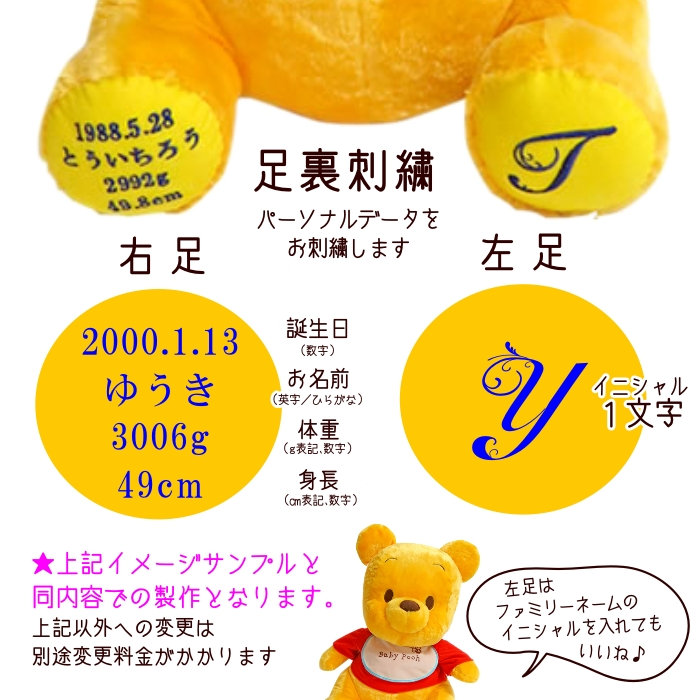 1988.5.28
とういちろう
2992g
49.8cm
T
足裏刺繍
パーソナルデータを
お刺繍します
右足
左足
2000.1.13
ゆうき
3006g
49cm
誕生日
（数字）
お名前
（英字／ひらがな）
体重
（g表記、数字）
身長
（cm表記、数字）
y
イニシャル
1文字
★上記イメージサンプルと
同内容での製作となります。
上記以外への変更は
別途変更料金がかかります
Baby Pooh
左足は
ファミリーネームの
イニシャルを入れても
いいね♪